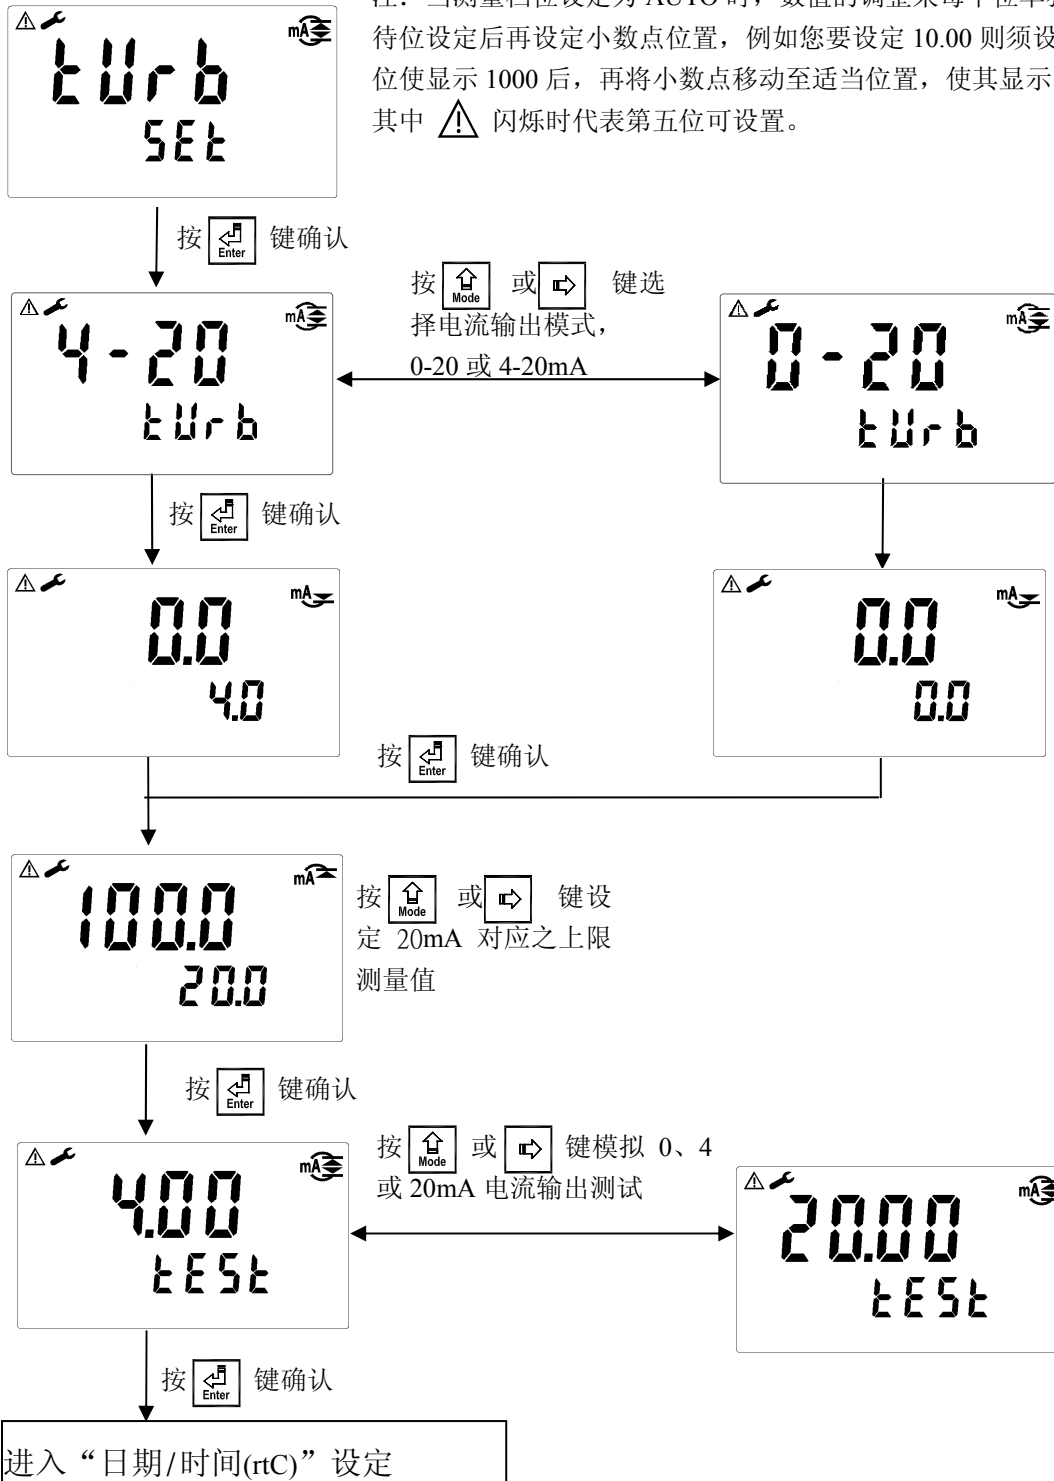 待位设定后再设定小数点位置，例如您要设定 10.00 则须设
位使显示 1000 后，再将小数点移动至适当位置，使其显示
其中 闪烁时代表第五位可设置。
mA
tUrb
SEt
按 Enter 键确认
按 Mode 或 键选
择电流输出模式，
0-20 或 4-20mA
mA
4-20
tUrb
mA
0-20
tUrb
按 Enter 键确认
mA
0.0
4.0
mA
0.0
0.0
按 Enter 键确认
mA
100.0
20.0
按 Mode 或 键设
定 20mA 对应之上限
测量值
按 Enter 键确认
按 Mode 或 键模拟 0、4
或 20mA 电流输出测试
mA
4.00
tESt
mA
20.00
tESt
按 Enter 键确认
进入“日期/时间(rtC)”设定